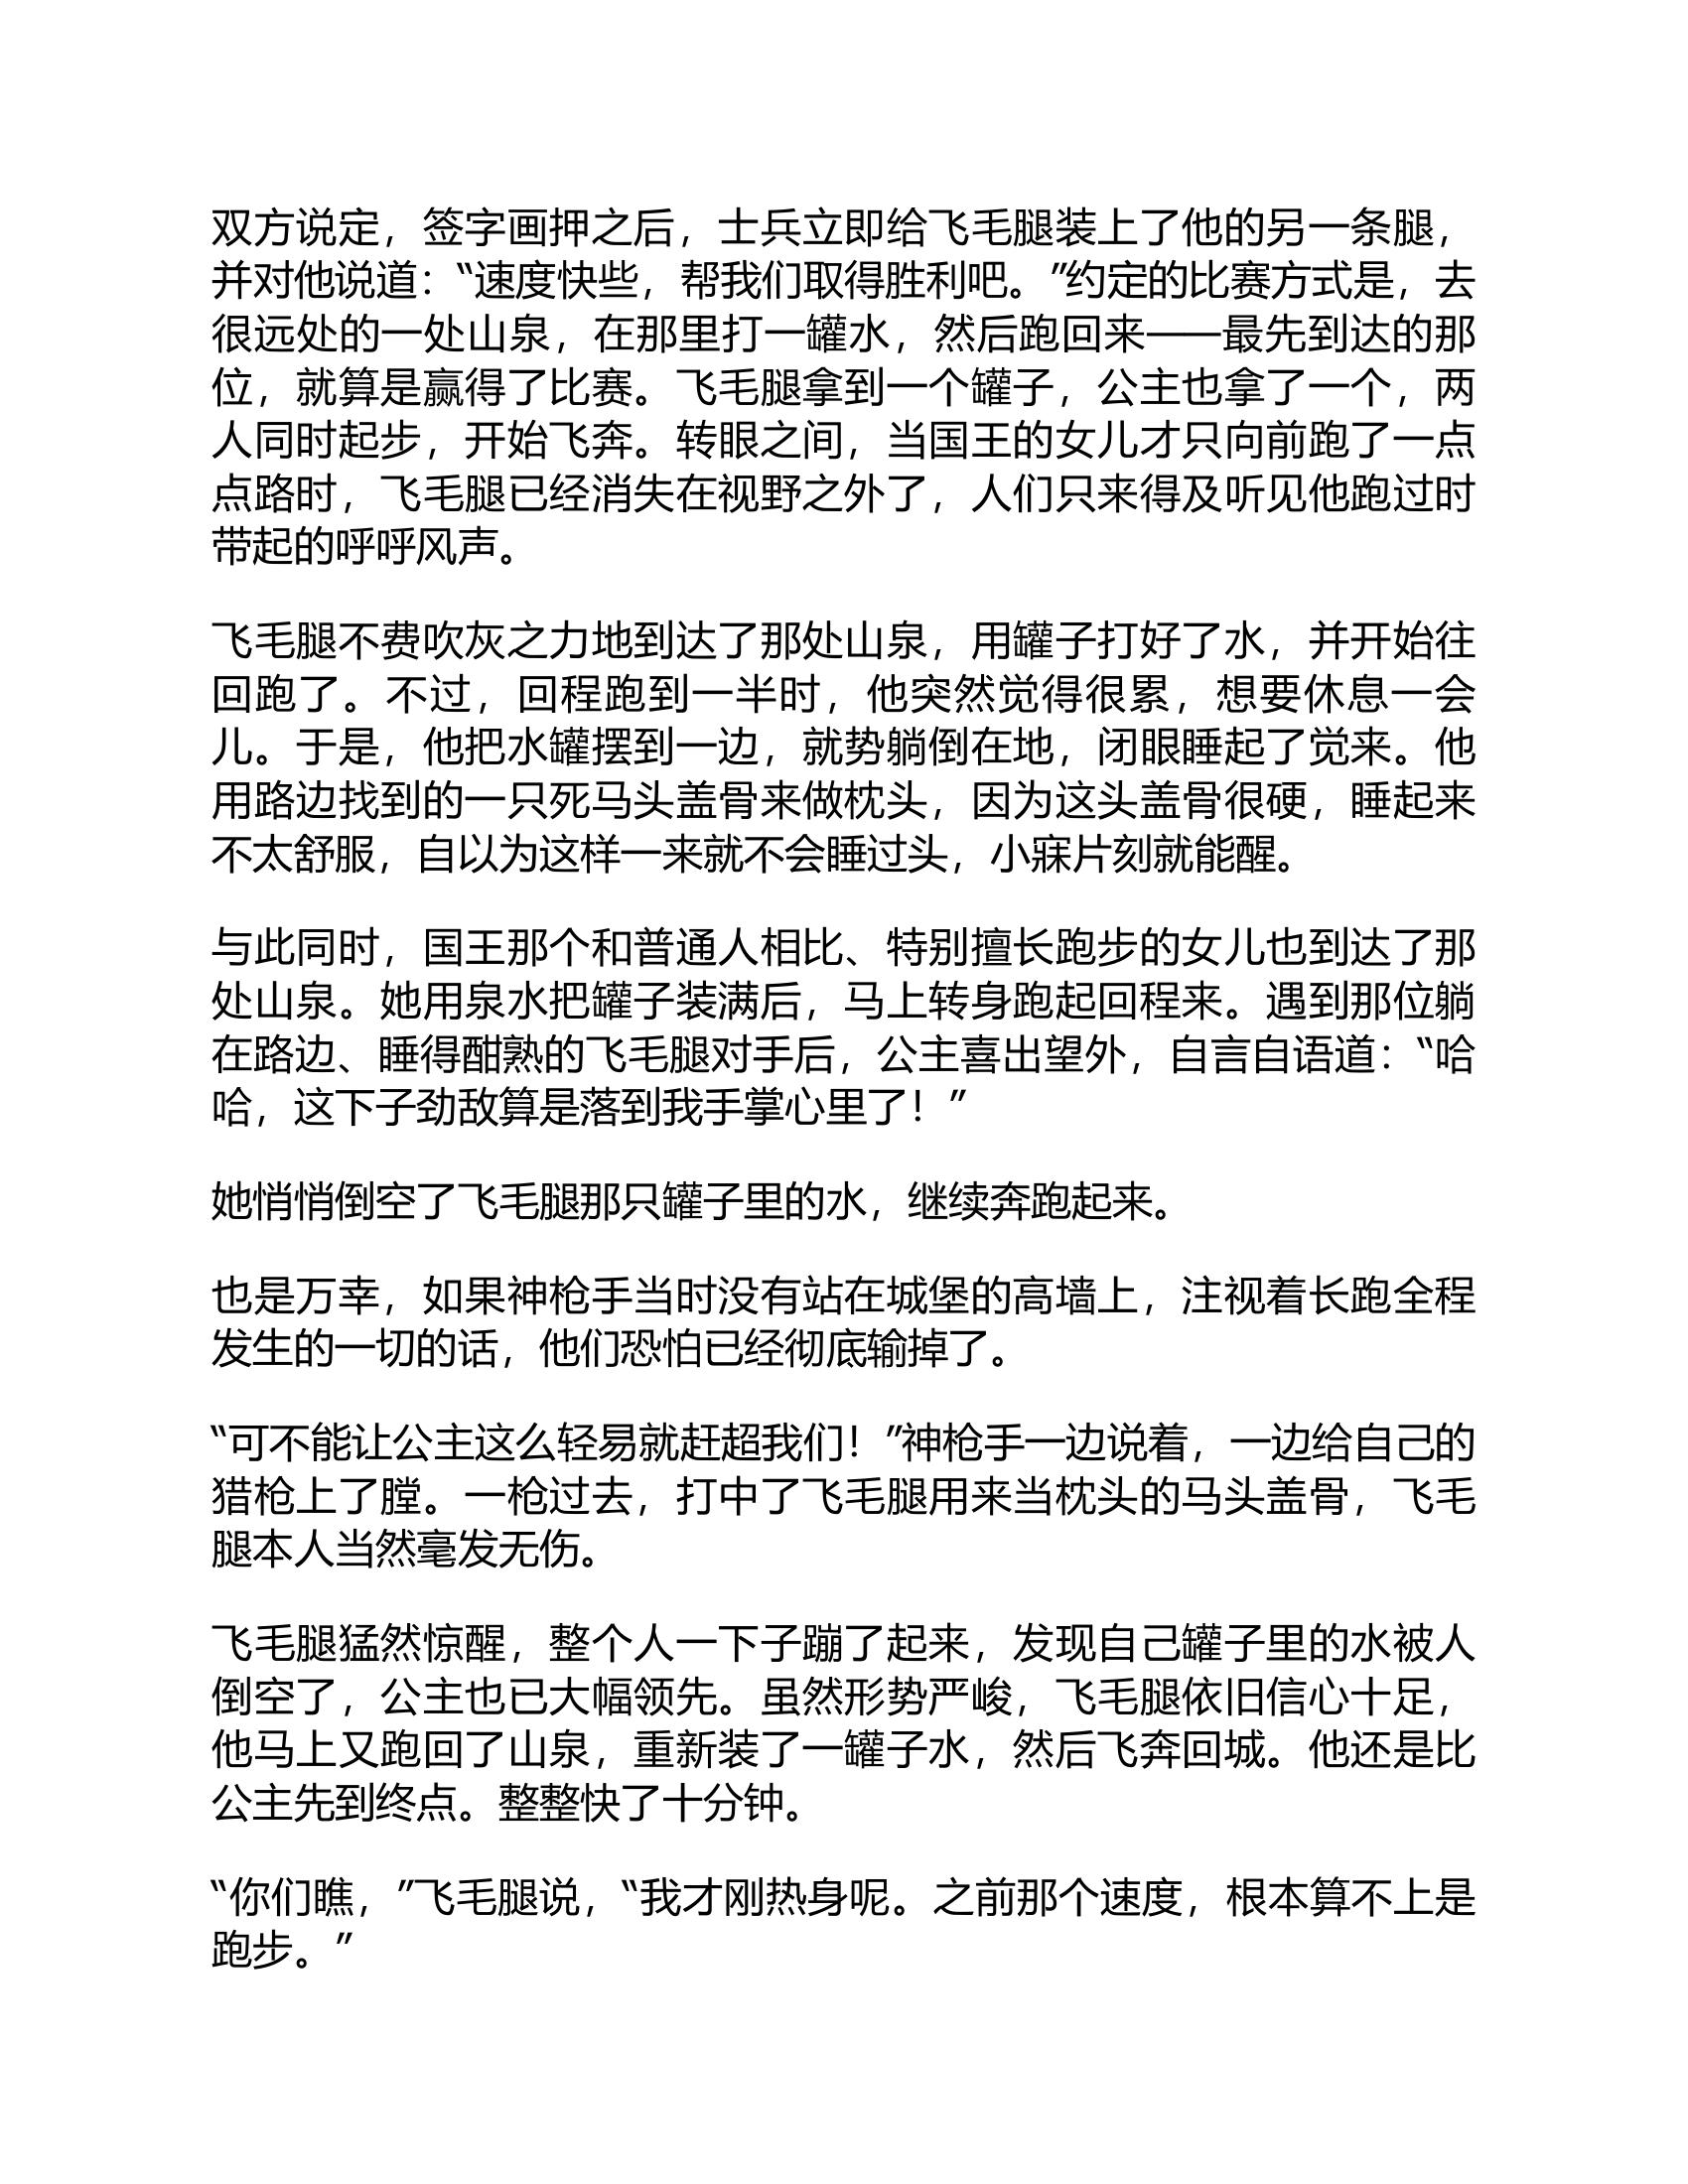 双方说定，签字画押之后，士兵立即给飞毛腿装上了他的另一条腿，
并对他说道：“速度快些，帮我们取得胜利吧。”约定的比赛方式是，去
很远处的一处山泉，在那里打一罐水，然后跑回来——最先到达的那
位，就算是赢得了比赛。飞毛腿拿到一个罐子，公主也拿了一个，两
人同时起步，开始飞奔。转眼之间，当国王的女儿才只向前跑了一点
点路时，飞毛腿已经消失在视野之外了，人们只来得及听见他跑过时
带起的呼呼风声。
飞毛腿不费吹灰之力地到达了那处山泉，用罐子打好了水，并开始往
回跑了。不过，回程跑到一半时，他突然觉得很累，想要休息一会
儿。于是，他把水罐摆到一边，就势躺倒在地，闭眼睡起了觉来。他
用路边找到的一只死马头盖骨来做枕头，因为这头盖骨很硬，睡起来
不太舒服，自以为这样一来就不会睡过头，小寐片刻就能醒。
与此同时，国王那个和普通人相比、特别擅长跑步的女儿也到达了那
处山泉。她用泉水把罐子装满后，马上转身跑起回程来。遇到那位躺
在路边、睡得酣熟的飞毛腿对手后，公主喜出望外，自言自语道：“哈
哈，这下子劲敌算是落到我手掌心里了！”
她悄悄倒空了飞毛腿那只罐子里的水，继续奔跑起来。
也是万幸，如果神枪手当时没有站在城堡的高墙上，注视着长跑全程
发生的一切的话，他们恐怕已经彻底输掉了。
“可不能让公主这么轻易就赶超我们！”神枪手一边说着，一边给自己的
猎枪上了膛。一枪过去，打中了飞毛腿用来当枕头的马头盖骨，飞毛
腿本人当然毫发无伤。
飞毛腿猛然惊醒，整个人一下子蹦了起来，发现自己罐子里的水被人
倒空了，公主也已大幅领先。虽然形势严峻，飞毛腿依旧信心十足，
他马上又跑回了山泉，重新装了一罐子水，然后飞奔回城。他还是比
公主先到终点。整整快了十分钟。
“你们瞧，”飞毛腿说，“我才刚热身呢。之前那个速度，根本算不上是
跑步。”